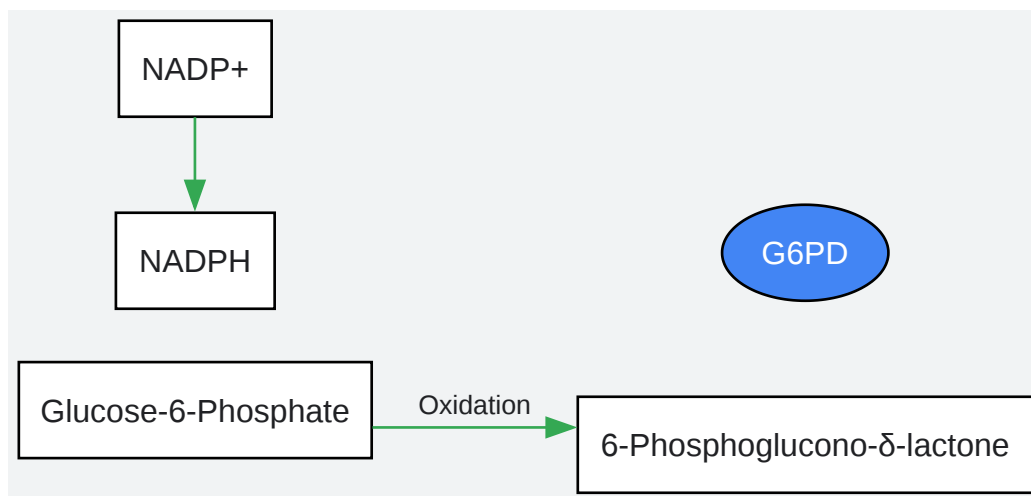 NADP+
NADPH
G6PD
Glucose-6-Phosphate
Oxidation
6-Phosphoglucono-δ-lactone